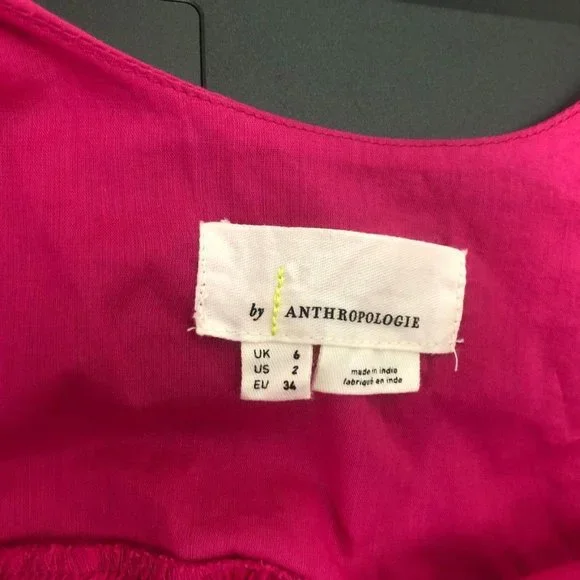 by ANTHROPOLOGIE
UK 6
US 2
EU 34
made in india
fabriqué en inde